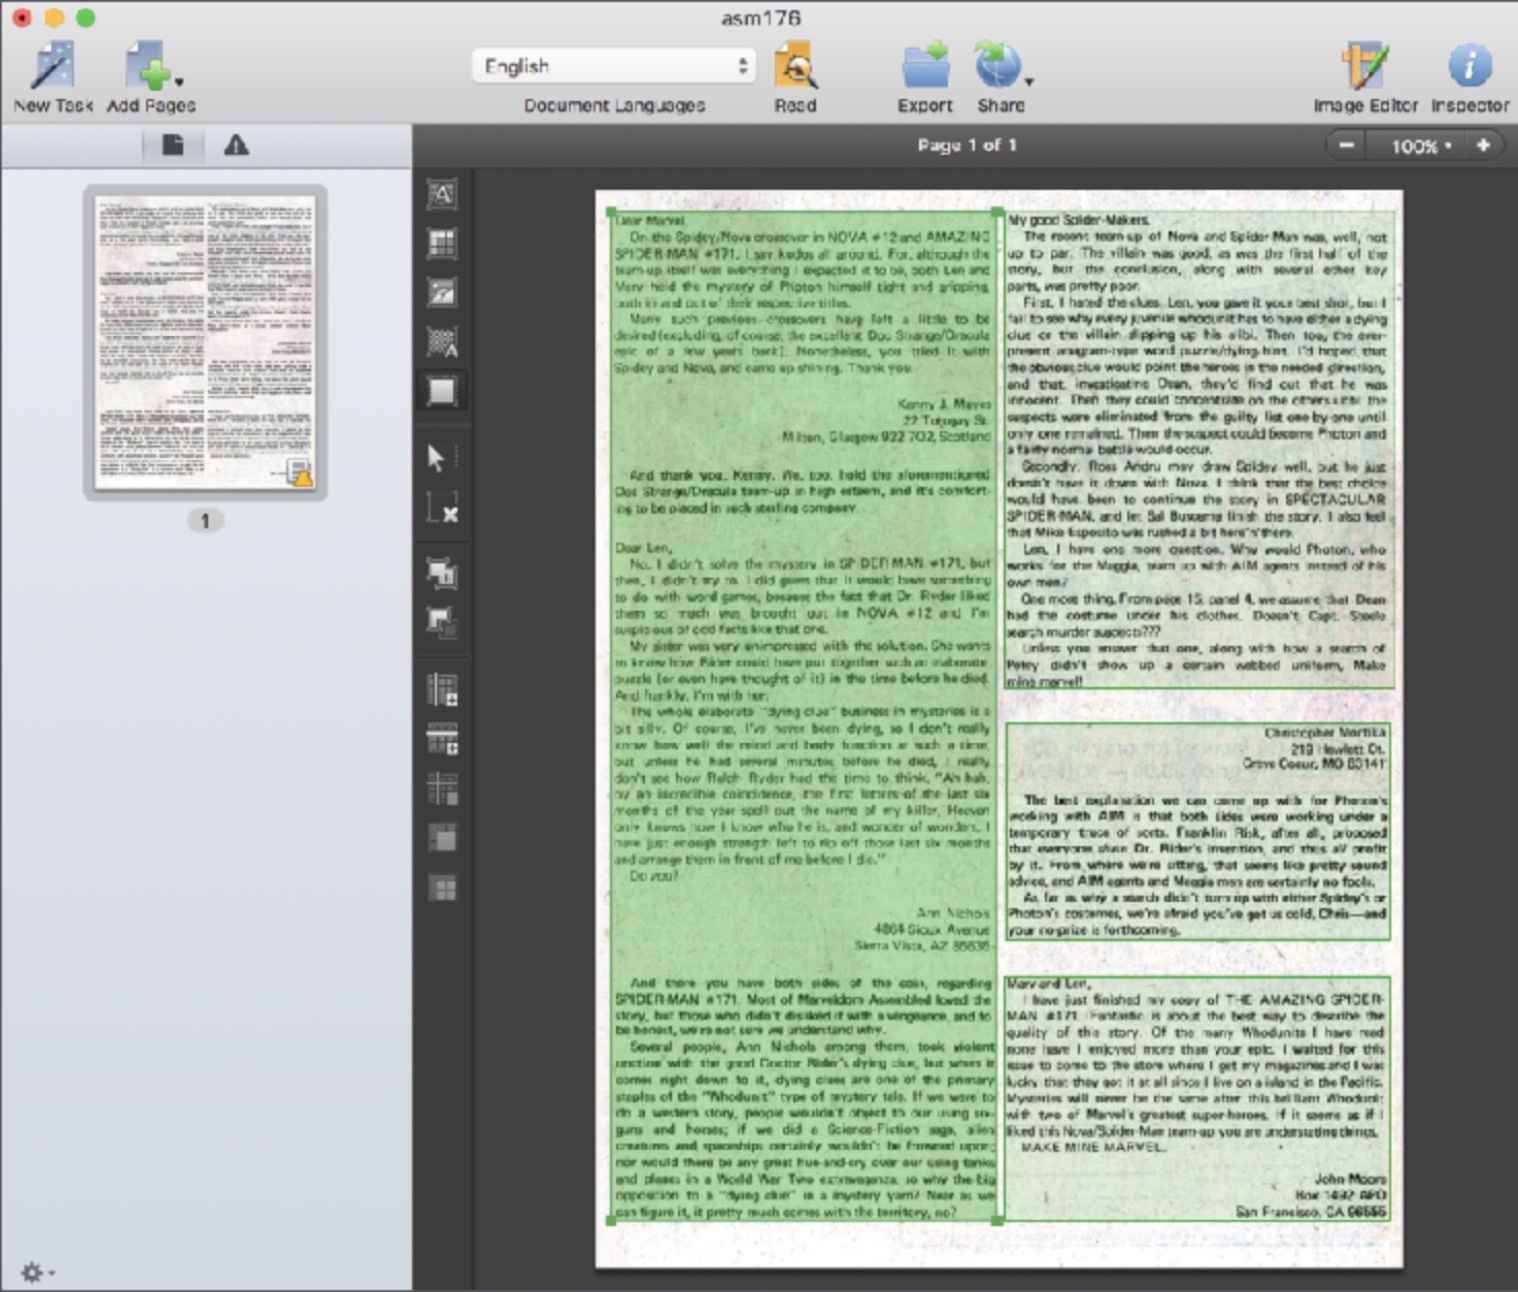 asm176
New Task
Add Pages
English
Document Languages
Read
Export
Share
Image Editor
Inspector
Page 1 of 1
100%
1
Dear Marvel,
On the Spidey/Nova crossover in NOVA #12 and AMAZING
SPIDER-MAN #171, I say kudos all around. For, although the
team-up itself was everything I expected it to be, both Len and
Marv held the mystery of Photon himself tight and gripping,
both in and out of their respective titles.
Many such previous crossovers have left a little to be
desired (excluding, of course, the excellent Doc Strange/Dracula
epic of a few years back). Nonetheless, you tried it with
Spidey and Nova, and came up shining. Thank you.
Kenny J. Mayes
22
Milton, Glasgow 922 7O2, Scotland
And thank you, Kenny. We, too, hold the aforementioned
Doc Strange/Dracula team-up in high esteem, and it's comfort-
ing to be placed in such sterling company.
Dear Len,
No, I didn't solve the mystery in SPIDER-MAN #171, but
then, I didn't try to. I did guess that it would have something
to do with word games, because the fact that Dr. Ryder liked
them so much was brought out in NOVA #12 and I'm
suspicious of odd facts like that one.
My sister was very unimpressed with the solution. She wants
to know how Rider could have put together such an elaborate
puzzle (or even have thought of it) in the time before he died.
And frankly, I'm with her.
The whole elaborate "dying clue" business in mysteries is a
bit silly. Of course, I've never been dying, so I don't really
know how well the mind and body function at such a time,
but unless he had several minutes before he died, I really
don't see how Ralph Ryder had the time to think, "Ah hah,
by an incredible coincidence, the first letters of the last six
months of the year spell out the name of my killer. Heaven
only knows how I know who he is, and wonder of wonders, I
have just enough strength left to rip off those last six months
and arrange them in front of me before I die."
Do you?
Ann Nichols
4864 Sioux Avenue
Sierra Vista, AZ 85635
And there you have both sides of the coin, regarding
SPIDER-MAN #171. Most of Marveldom Assembled loved the
story, but those who didn't disliked it with a vengeance, and to
be honest, we're not sure we understand why.
Several people, Ann Nichols among them, took violent
unction with the good Doctor Rider's dying clue, but when it
comes right down to it, dying clues are one of the primary
staples of the "Whodunit" type of mystery tale. If we were to
do a western story, people wouldn't object to our using six-
guns and horses; if we did a Science-Fiction saga, alien
creatures and spaceships certainly wouldn't be frowned upon;
nor would there be any great hue-and-cry over our using tanks
and planes in a World War Two extravaganza, so why the big
opposition to a "dying clue" in a mystery yarn? Near as we
can figure it, it pretty much comes with the territory, no?
My good Spider-Makers,
The recent team-up of Nova and Spider-Man was, well, not
up to par. The villain was good, as was the first half of the
story, but the conclusion, along with several other key
parts, was pretty poor.
First, I hated the clues. Len, you gave it your best shot, but I
fail to see why every juvenile whodunit has to have either a dying
clue or the villain slipping up his alibi. Then too, the ever-
present anagram-type word puzzle/dying hint. I'd hoped, that
the obvious clue would point the heroes in the needed direction,
and that, investigating Dean, they'd find out that he was
innocent. Then they could concentrate on the others until the
suspects were eliminated from the guilty list one-by-one until
only one remained. Then the suspect could become Photon and
a fairly normal battle would occur.
Secondly, Ross Andru may draw Spidey well, but he just
doesn't have it down with Nova. I think that the best choice
would have been to continue the story in SPECTACULAR
SPIDER-MAN, and let Sal Buscema finish the story. I also feel
that Mike Esposito was rushed a bit here'n'there.
Len, I have one more question. Why would Photon, who
works for the Maggia, team up with AIM agents instead of his
own men?
One more thing. From page 15, panel 4, we assume that Dean
had the costume under his clothes. Doesn't Capt. Steele
search murder suspects???
Unless you answer that one, along with how a search of
Petey didn't show up a certain webbed uniform, Make
mine marvel!
Christopher Mortika
219 Hewlett Ct.
Creve Coeur, MO 63141
The best explanation we can come up with for Photon's
working with AIM is that both sides were working under a
temporary truce of sorts. Franklin Risk, after all, proposed
that everyone share Dr. Rider's invention, and thus all profit
by it. From where we're sitting, that seems like pretty sound
advice, and AIM agents and Maggia men are certainly no fools.
As far as why a search didn't turn up with either Spidey's or
Photon's costumes, we're afraid you've got us cold, Chris—and
your no-prize is forthcoming.
Marv and Len,
I have just finished my copy of THE AMAZING SPIDER-
MAN #171. Fantastic is about the best way to describe the
quality of this story. Of the many Whodunits I have read
none have I enjoyed more than your epic. I waited for this
issue to come to the store where I get my magazines and I was
lucky that they got it at all since I live on a island in the Pacific.
Mysteries will never be the same after this brilliant Whodunit
with two of Marvel's greatest super-heroes. If it seems as if I
liked this Nova/Spider-Man team-up you are understating things.
MAKE MINE MARVEL.
John Moors
Box 1492 APO
San Francisco, CA 96555